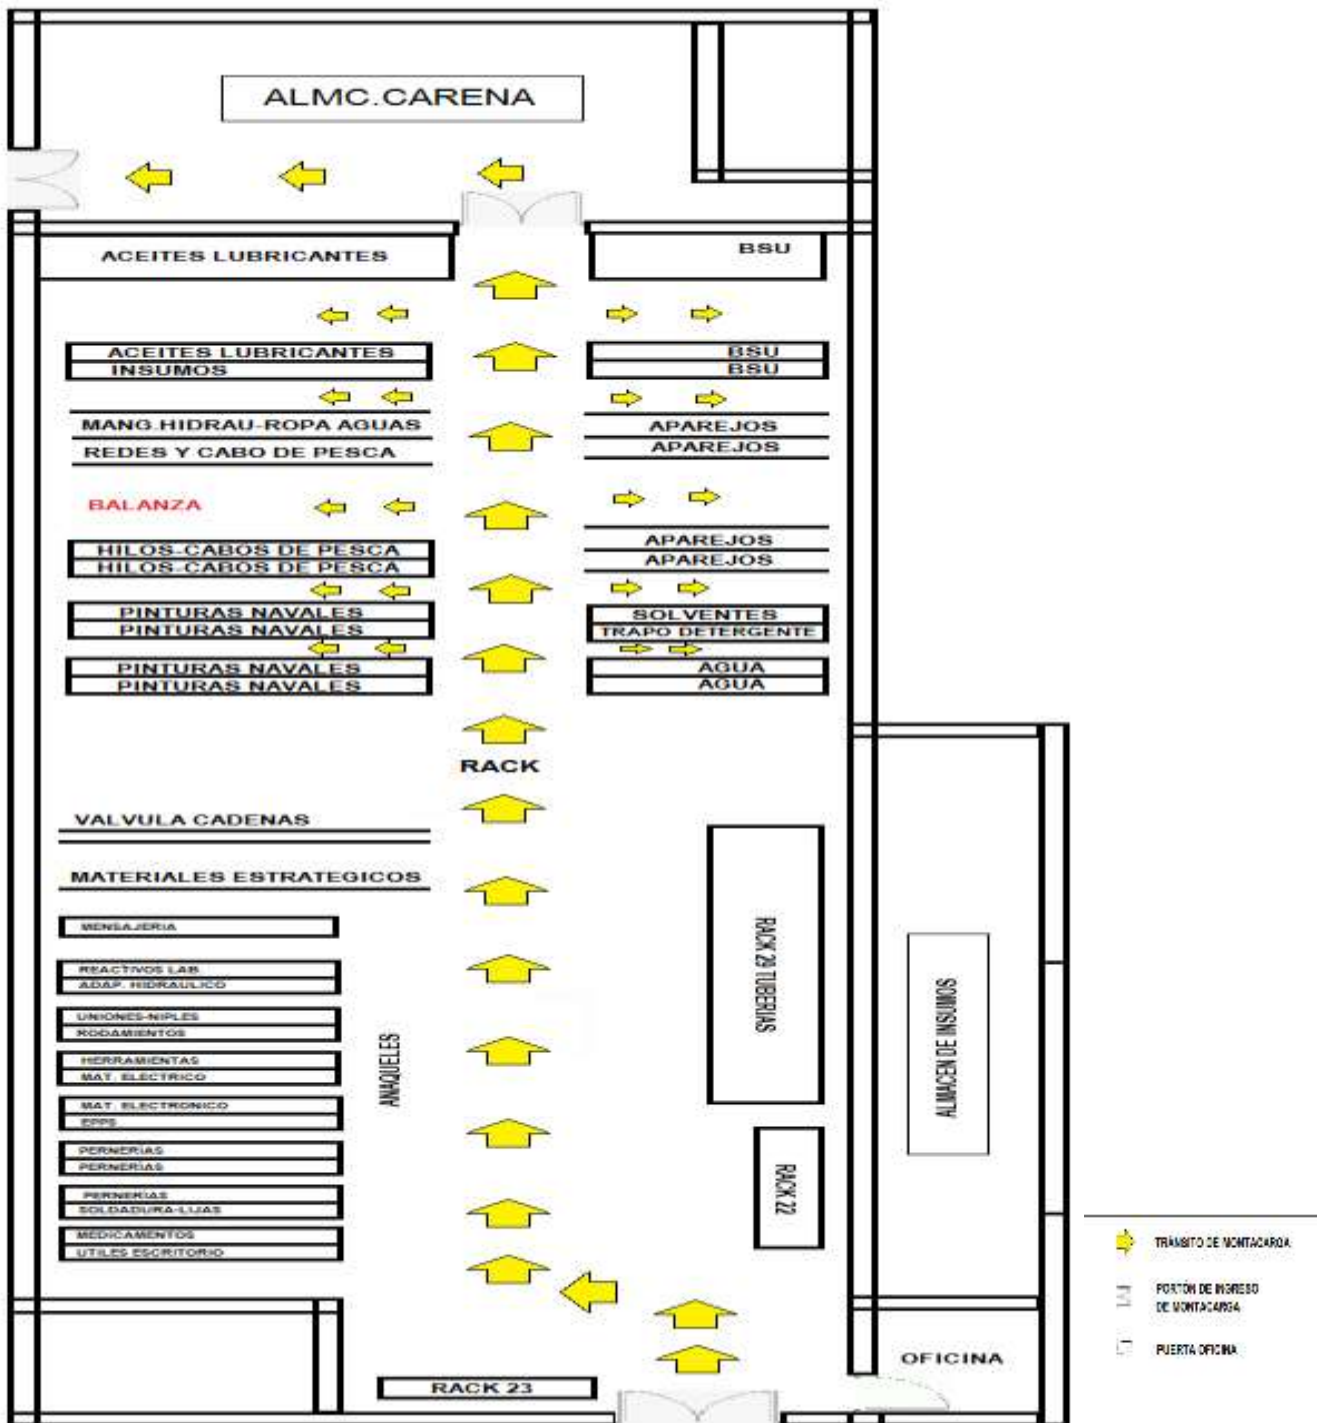 ALMC.CARENA
ACEITES LUBRICANTES
BSU
ACEITES LUBRICANTES
INSUMOS
BSU
BSU
MANG.HIDRAU-ROPA AGUAS
REDES Y CABO DE PESCA
APAREJOS
APAREJOS
BALANZA
HILOS-CABOS DE PESCA
HILOS-CABOS DE PESCA
APAREJOS
APAREJOS
PINTURAS NAVALES
PINTURAS NAVALES
SOLVENTES
TRAPO DETERGENTE
PINTURAS NAVALES
PINTURAS NAVALES
AGUA
AGUA
RACK
VALVULA CADENAS
MATERIALES ESTRATEGICOS
MENSAJERIA
REACTIVOS LAB.
ADAP. HIDRAULICO
UNIONES-NIPLES
RODAMIENTOS
HERRAMIENTAS
MAT. ELECTRICO
MAT. ELECTRONICO
EPPS
PERNERÍAS
PERNERÍAS
PERNERÍAS
SOLDADURA-LIJAS
MEDICAMENTOS
UTILES ESCRITORIO
ANAQUELES
RACK 29 TUBERIAS
RACK 22
ALMACEN DE INSUMOS
RACK 23
OFICINA
TRÁNSITO DE MONTACARGA
PORTÓN DE INGRESO
DE MONTACARGA
PUERTA OFICINA